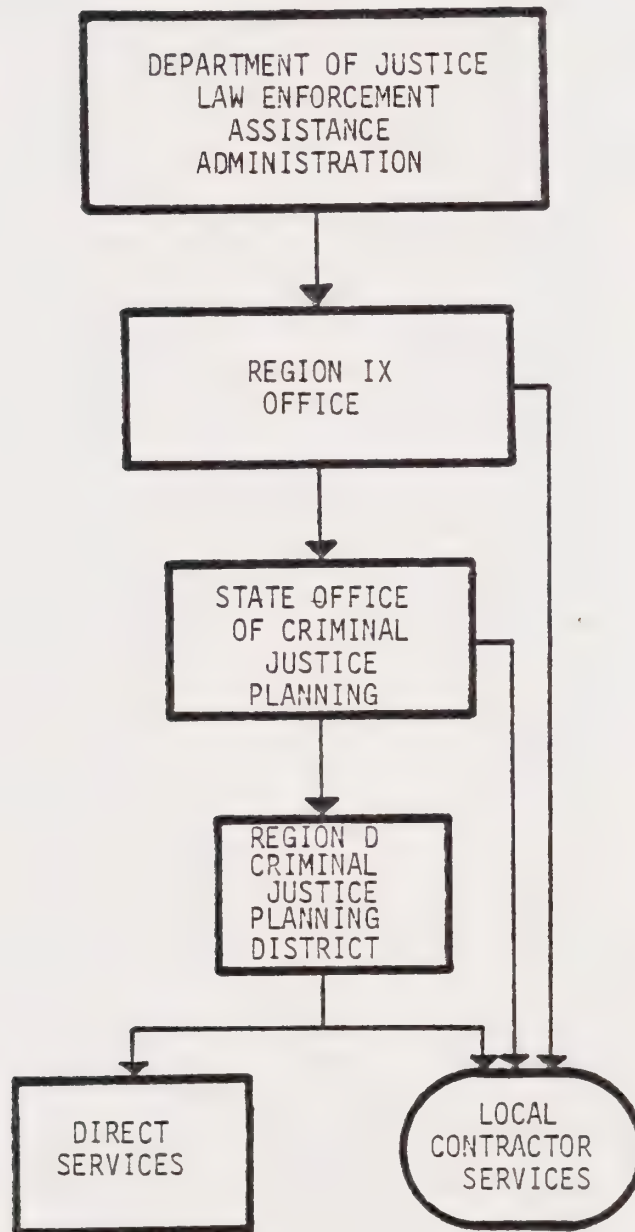 DEPARTMENT OF JUSTICE
LAW ENFORCEMENT
ASSISTANCE
ADMINISTRATION
REGION IX
OFFICE
STATE OFFICE
OF CRIMINAL
JUSTICE
PLANNING
REGION D
CRIMINAL
JUSTICE
PLANNING
DISTRICT
DIRECT
SERVICES
LOCAL
CONTRACTOR
SERVICES